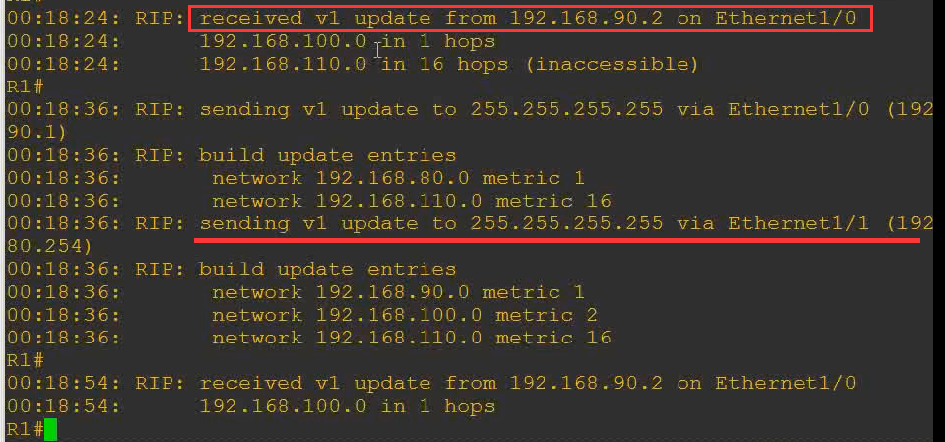 00:18:24: RIP: received v1 update from 192.168.90.2 on Ethernet1/0
00:18:24:      192.168.100.0 in 1 hops
00:18:24:      192.168.110.0 in 16 hops (inaccessible)
R1#
00:18:36: RIP: sending v1 update to 255.255.255.255 via Ethernet1/0 (192
90.1)
00:18:36: RIP: build update entries
00:18:36:       network 192.168.80.0 metric 1
00:18:36:       network 192.168.110.0 metric 16
00:18:36: RIP: sending v1 update to 255.255.255.255 via Ethernet1/1 (192
80.254)
00:18:36: RIP: build update entries
00:18:36:       network 192.168.90.0 metric 1
00:18:36:       network 192.168.100.0 metric 2
00:18:36:       network 192.168.110.0 metric 16
R1#
00:18:54: RIP: received v1 update from 192.168.90.2 on Ethernet1/0
00:18:54:      192.168.100.0 in 1 hops
R1#